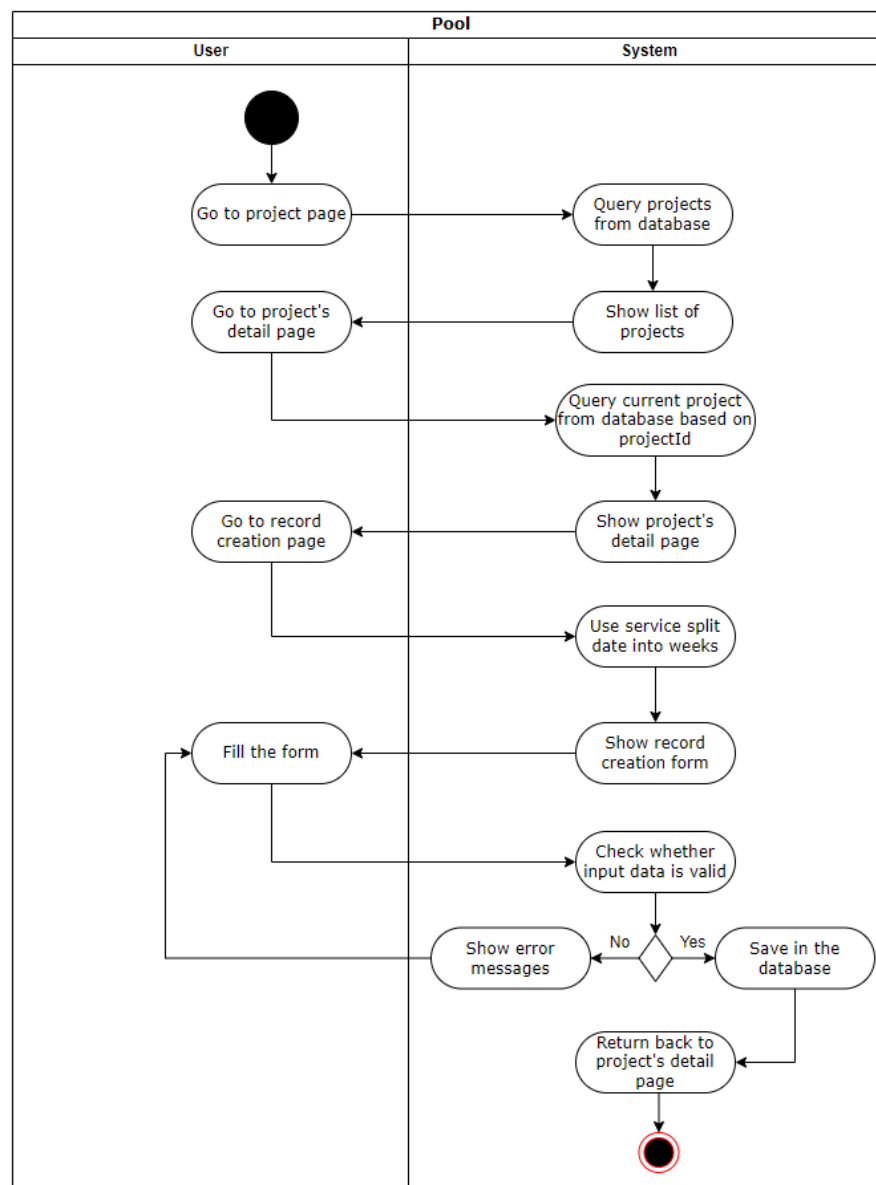 Pool
User
System
Go to project page
Query projects
from database
Go to project's
detail page
Show list of
projects
Query current project
from database based on
projectId
Go to record
creation page
Show project's
detail page
Use service split
date into weeks
Fill the form
Show record
creation form
Check whether
input data is valid
No
Yes
Show error
messages
Save in the
database
Return back to
project's detail
page